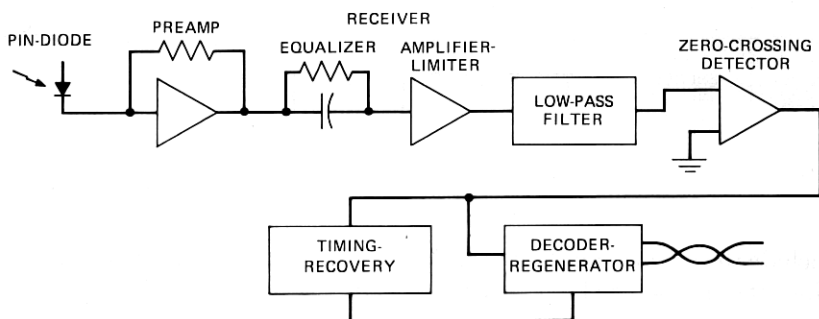 RECEIVER
PIN-DIODE
PREAMP
EQUALIZER
AMPLIFIER-
LIMITER
LOW-PASS
FILTER
ZERO-CROSSING
DETECTOR
TIMING-
RECOVERY
DECODER-
REGENERATOR